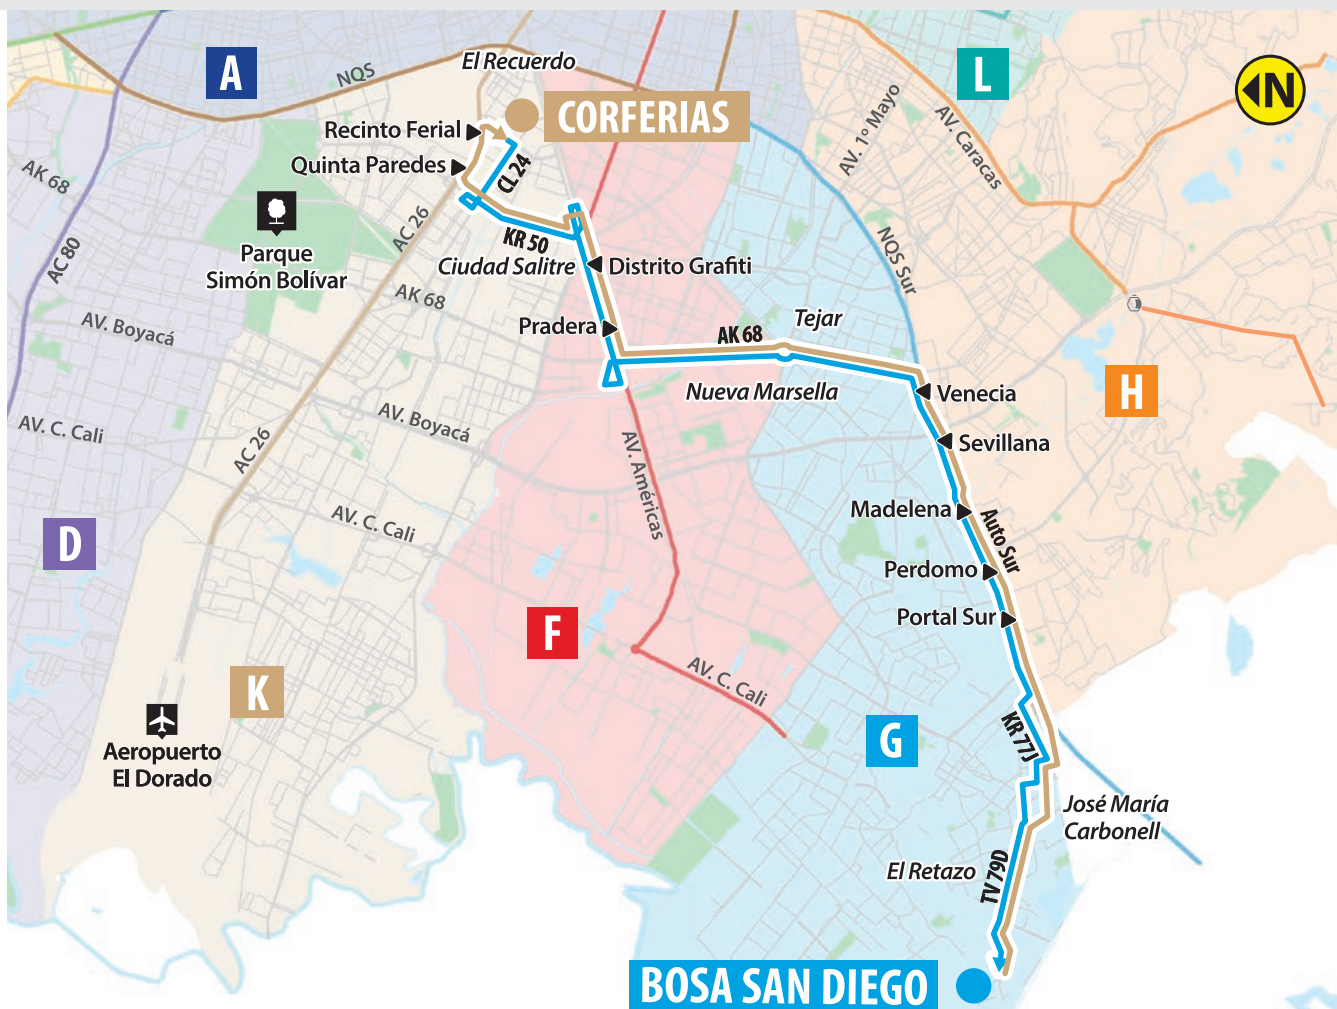 A
NQS
El Recuerdo
L
N
CORFERIAS
Recinto Ferial
Quinta Paredes
CL 24
AV. 1º Mayo
AV. Caracas
AK 68
AC 80
Parque
Simón Bolívar
AC 26
KR 50
Ciudad Salitre
Distrito Grafiti
NQS Sur
AK 68
AV. Boyacá
Pradera
AK 68
Tejar
Nueva Marsella
Venecia
H
AV. C. Cali
AV. Boyacá
AC 26
AV. Américas
Sevillana
Madelena
Auto Sur
D
AV. C. Cali
Perdomo
Portal Sur
F
K
AV. C. Cali
Aeropuerto
El Dorado
G
KR 77J
José María
Carbonell
El Retazo
TV 79D
BOSA SAN DIEGO